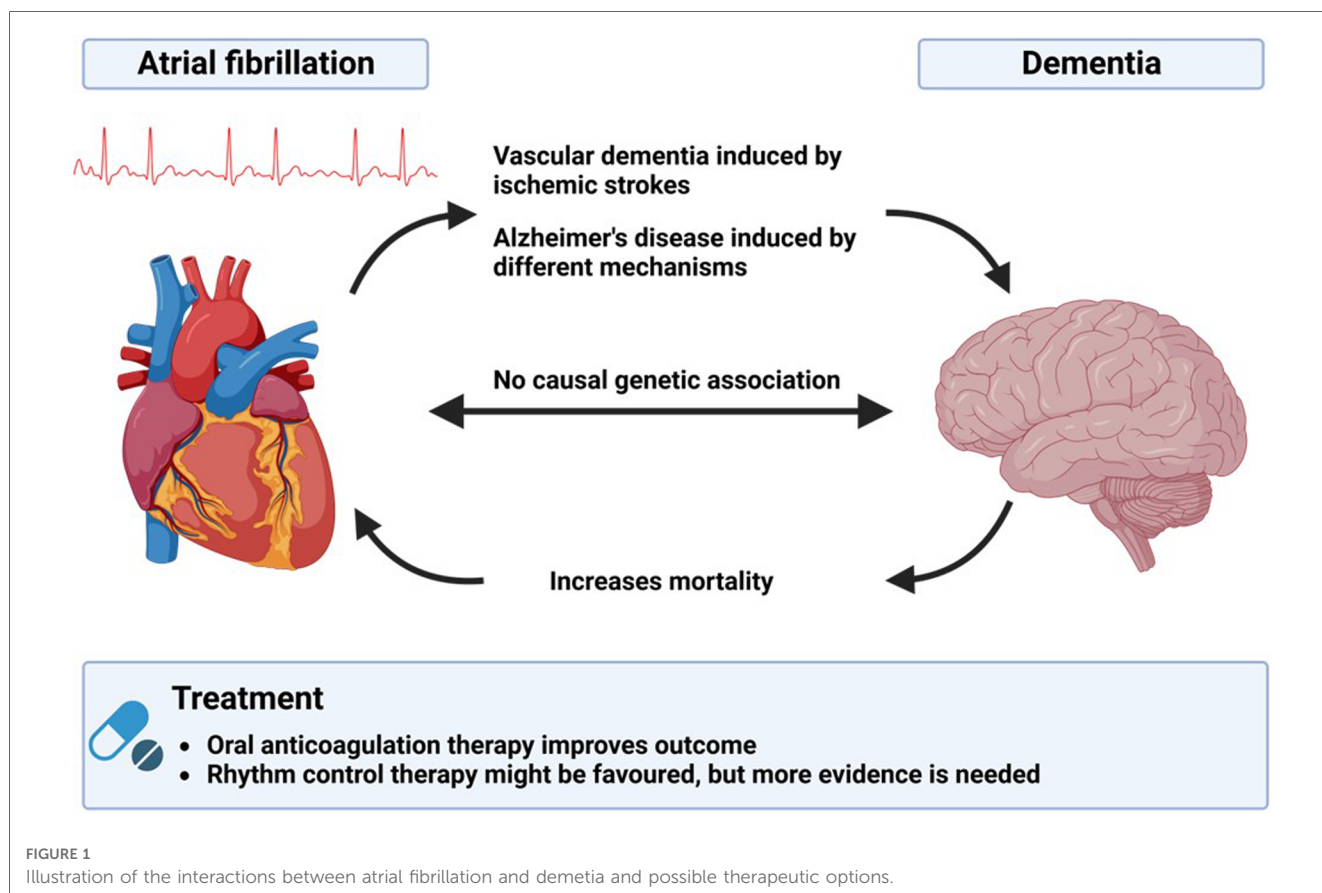 Atrial fibrillation
Dementia
Vascular dementia induced by
ischemic strokes
Alzheimer's disease induced by
different mechanisms
No causal genetic association
Increases mortality
Treatment
• Oral anticoagulation therapy improves outcome
• Rhythm control therapy might be favoured, but more evidence is needed
FIGURE 1
Illustration of the interactions between atrial fibrillation and demetia and possible therapeutic options.